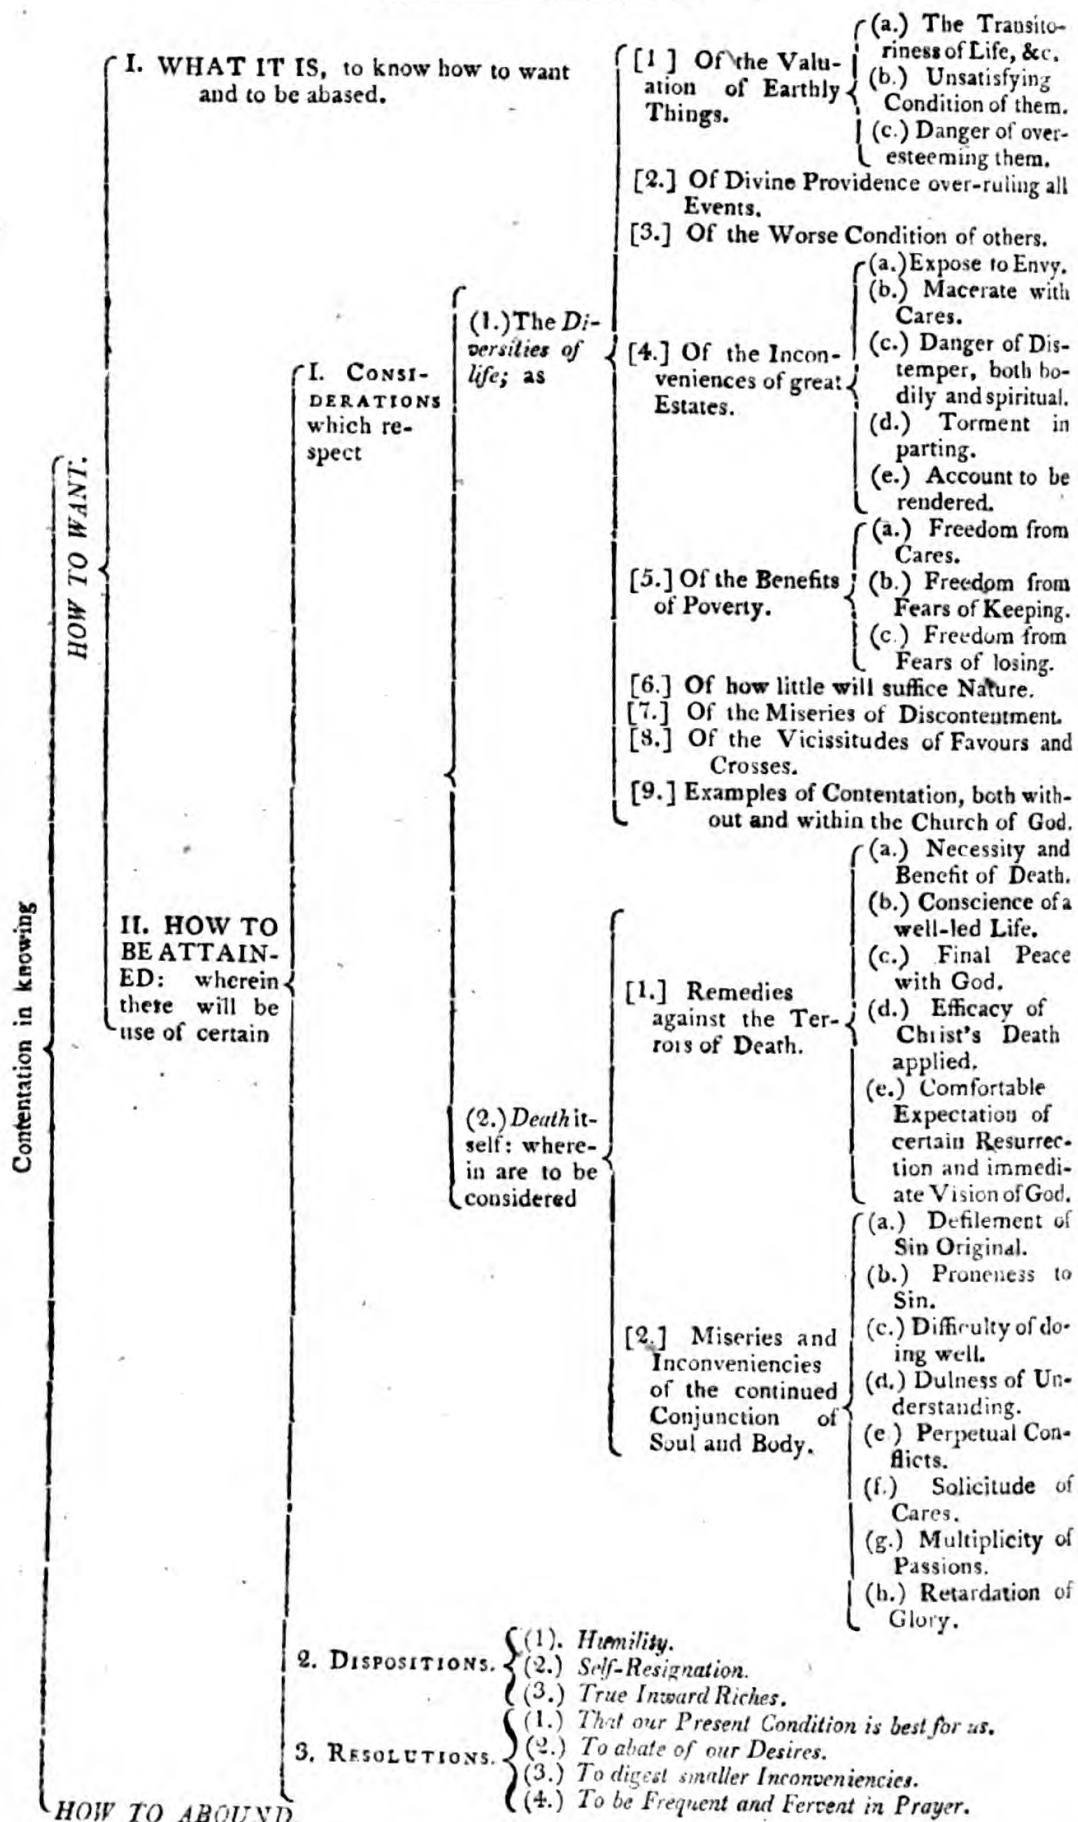 Contentation in knowing
HOW TO WANT.
I. WHAT IT IS, to know how to want
and to be abased.
II. HOW TO
BE ATTAIN-
ED: wherein
there will be
use of certain
I. CONSI-
DERATIONS
which re-
spect
(1.) The Di-
versities of
life; as
[1 ] Of the Valu-
ation of Earthly
Things.
(a.) The Transito-
riness of Life, &c.
(b.) Unsatisfying
Condition of them.
(c.) Danger of over-
esteeming them.
[2.] Of Divine Providence over-ruling all
Events.
[3.] Of the Worse Condition of others.
[4.] Of the Incon-
veniences of great
Estates.
(a.) Expose to Envy.
(b.) Macerate with
Cares.
(c.) Danger of Dis-
temper, both bo-
dily and spiritual.
(d.) Torment in
parting.
(e.) Account to be
rendered.
[5.] Of the Benefits
of Poverty.
(a.) Freedom from
Cares.
(b.) Freedom from
Fears of Keeping.
(c.) Freedom from
Fears of losing.
[6.] Of how little will suffice Nature.
[7.] Of the Miseries of Discontentment.
[8.] Of the Vicissitudes of Favours and
Crosses.
[9.] Examples of Contentation, both with-
out and within the Church of God.
(2.) Death it-
self: where-
in are to be
considered
[1.] Remedies
against the Ter-
rors of Death.
(a.) Necessity and
Benefit of Death.
(b.) Conscience of a
well-led Life.
(c.) Final Peace
with God.
(d.) Efficacy of
Christ's Death
applied.
(e.) Comfortable
Expectation of
certain Resurrec-
tion and immedi-
ate Vision of God.
[2.] Miseries and
Inconveniencies
of the continued
Conjunction of
Soul and Body.
(a.) Defilement of
Sin Original.
(b.) Proneness to
Sin.
(c.) Difficulty of do-
ing well.
(d.) Dulness of Un-
derstanding.
(e.) Perpetual Con-
flicts.
(f.) Solicitude of
Cares.
(g.) Multiplicity of
Passions.
(h.) Retardation of
Glory.
2. DISPOSITIONS.
(1). Humility.
(2.) Self-Resignation.
(3.) True Inward Riches.
3. RESOLUTIONS.
(1.) That our Present Condition is best for us.
(2.) To abate of our Desires.
(3.) To digest smaller Inconveniencies.
(4.) To be Frequent and Fervent in Prayer.
HOW TO ABOUND.